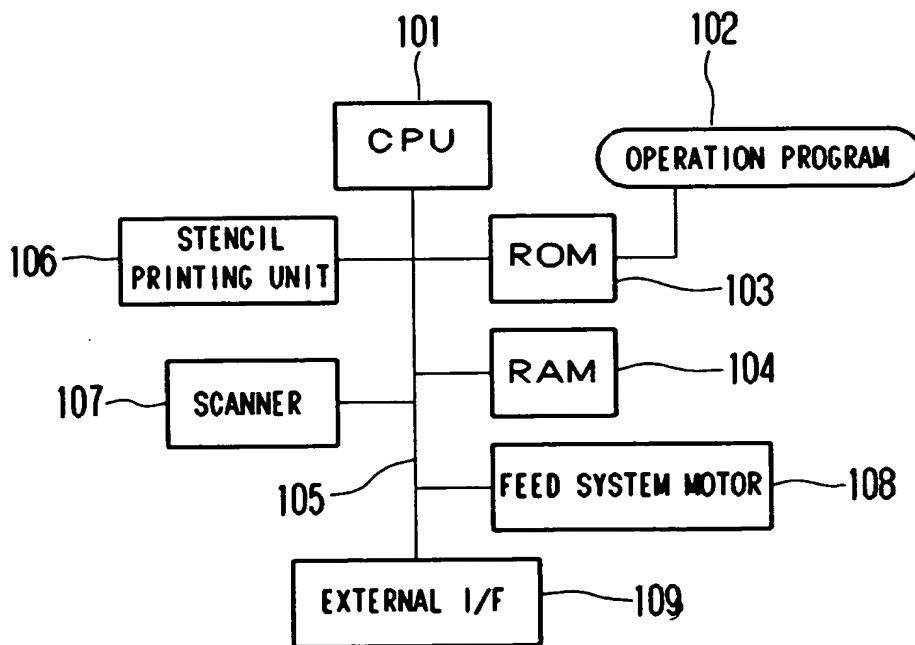 101
102
CPU
OPERATION PROGRAM
106
STENCIL
PRINTING UNIT
ROM
103
107
SCANNER
RAM
104
105
FEED SYSTEM MOTOR
108
EXTERNAL I/F
109